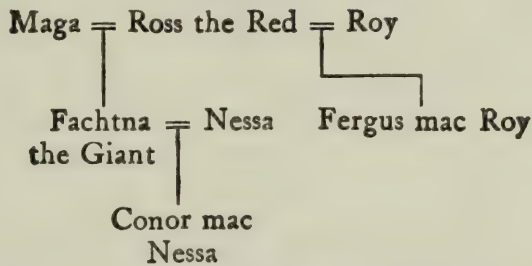 Maga = Ross the Red = Roy
Fachtna = Nessa Fergus mac Roy
the Giant
Conor mac
Nessa